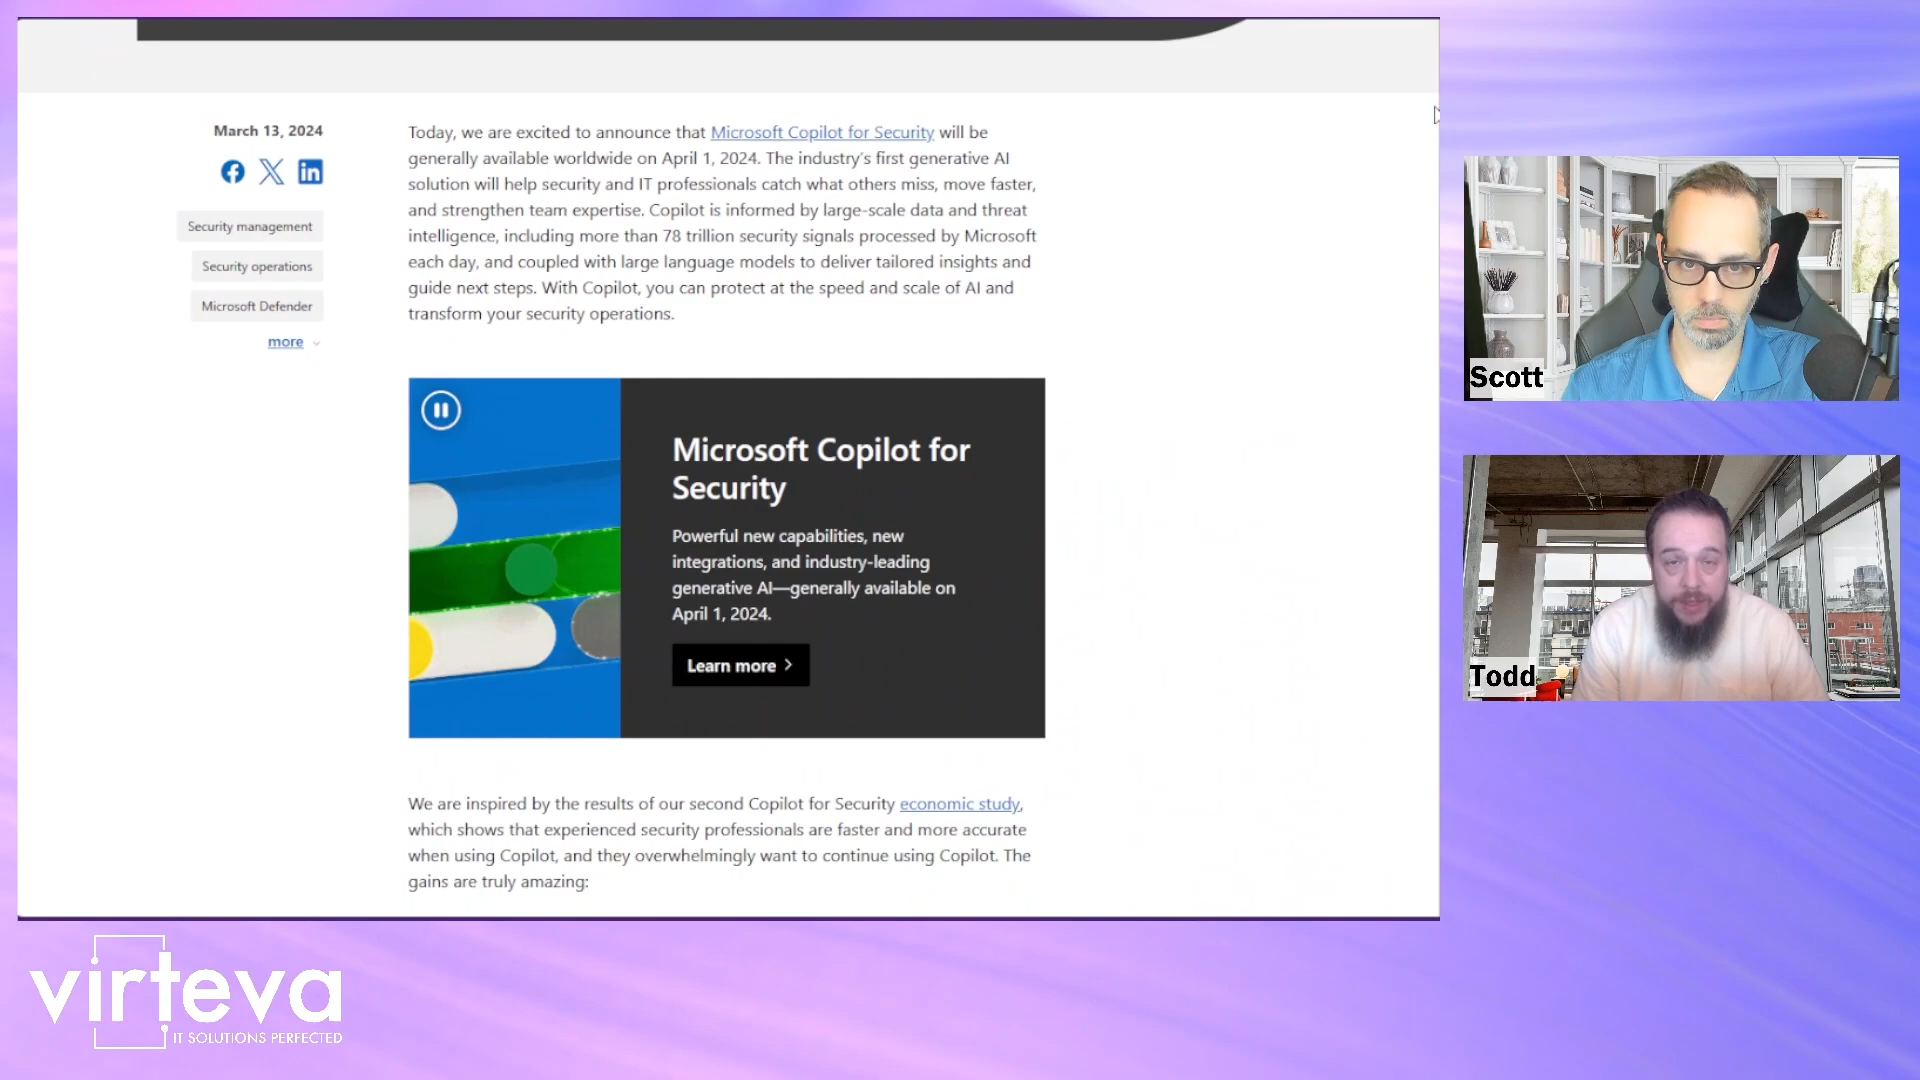 March 13, 2024
Security management
Security operations
Microsoft Defender
more
Today, we are excited to announce that Microsoft Copilot for Security will be
generally available worldwide on April 1, 2024. The industry's first generative AI
solution will help security and IT professionals catch what others miss, move faster,
and strengthen team expertise. Copilot is informed by large-scale data and threat
intelligence, including more than 78 trillion security signals processed by Microsoft
each day, and coupled with large language models to deliver tailored insights and
guide next steps. With Copilot, you can protect at the speed and scale of AI and
transform your security operations.
Microsoft Copilot for
Security
Powerful new capabilities, new
integrations, and industry-leading
generative AI—generally available on
April 1, 2024.
Learn more
We are inspired by the results of our second Copilot for Security economic study,
which shows that experienced security professionals are faster and more accurate
when using Copilot, and they overwhelmingly want to continue using Copilot. The
gains are truly amazing:
Scott
Todd
virteva
IT SOLUTIONS PERFECTED